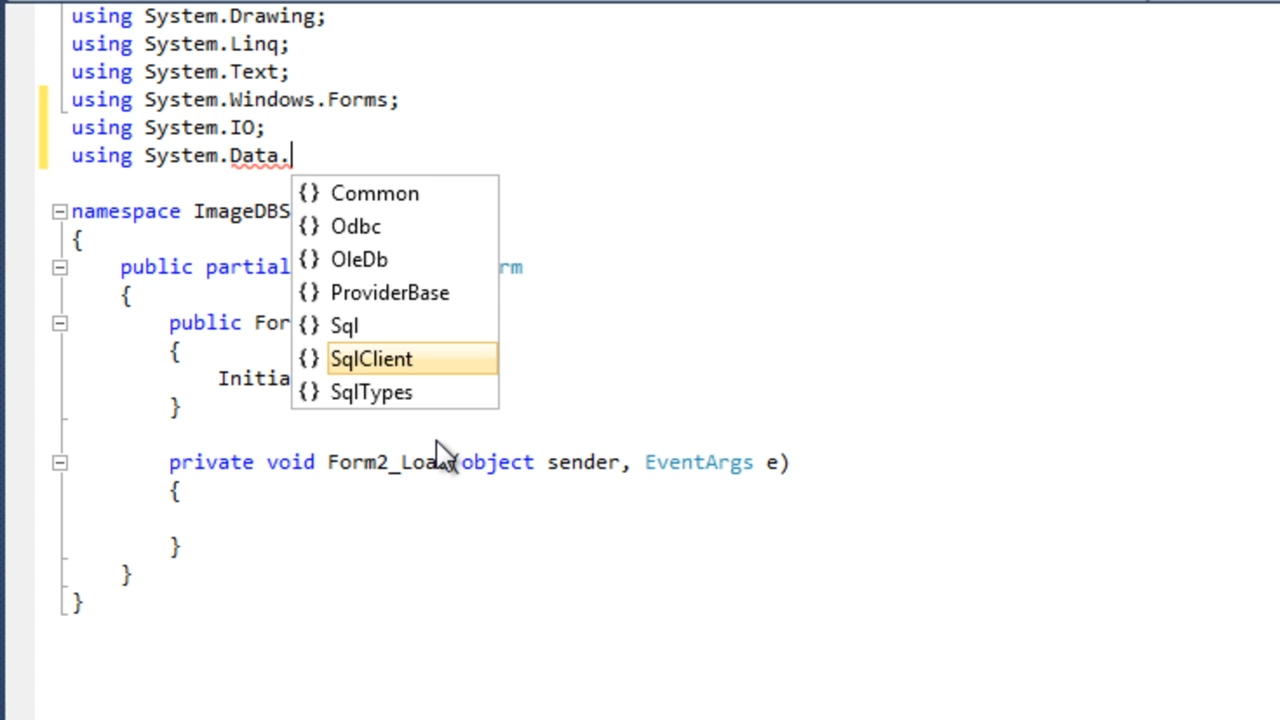 using System.Drawing;
using System.Linq;
using System.Text;
using System.Windows.Forms;
using System.IO;
using System.Data.
Common
namespace ImageDBS
Odbc
{
OleDb
public partial rm
{
ProviderBase
public For
Sql
{
SqlClient
Initia
SqlTypes
}
private void Form2_Loa (object sender, EventArgs e)
{
}
}
}